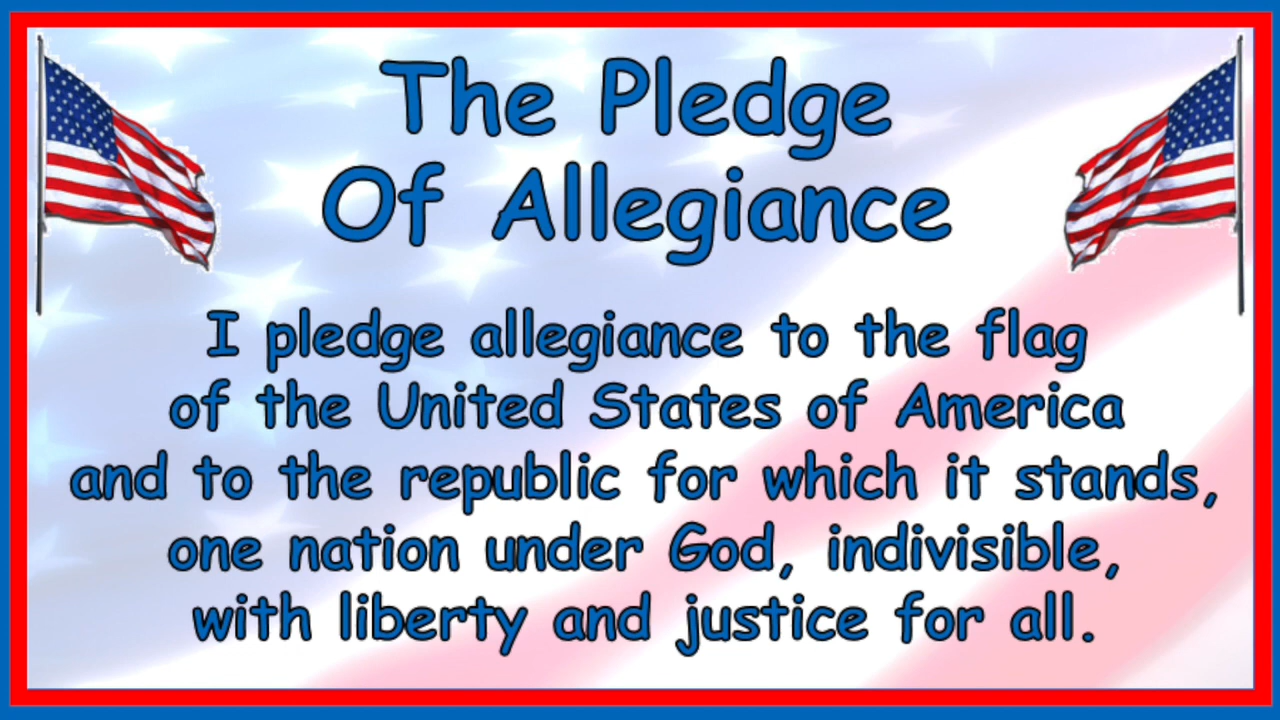 The Pledge
Of Allegiance
I pledge allegiance to the flag
of the United States of America
and to the republic for which it stands,
one nation under God, indivisible,
with liberty and justice for all.